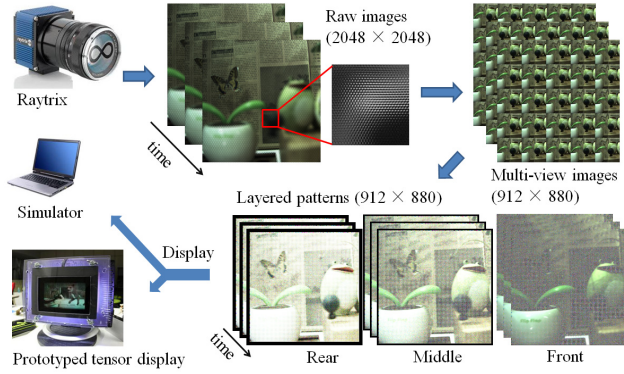 Raytrix
Raw images
(2048 × 2048)
time
Multi-view images
(912 × 880)
Layered patterns (912 × 880)
Simulator
Display
Prototyped tensor display
time
Rear
Middle
Front